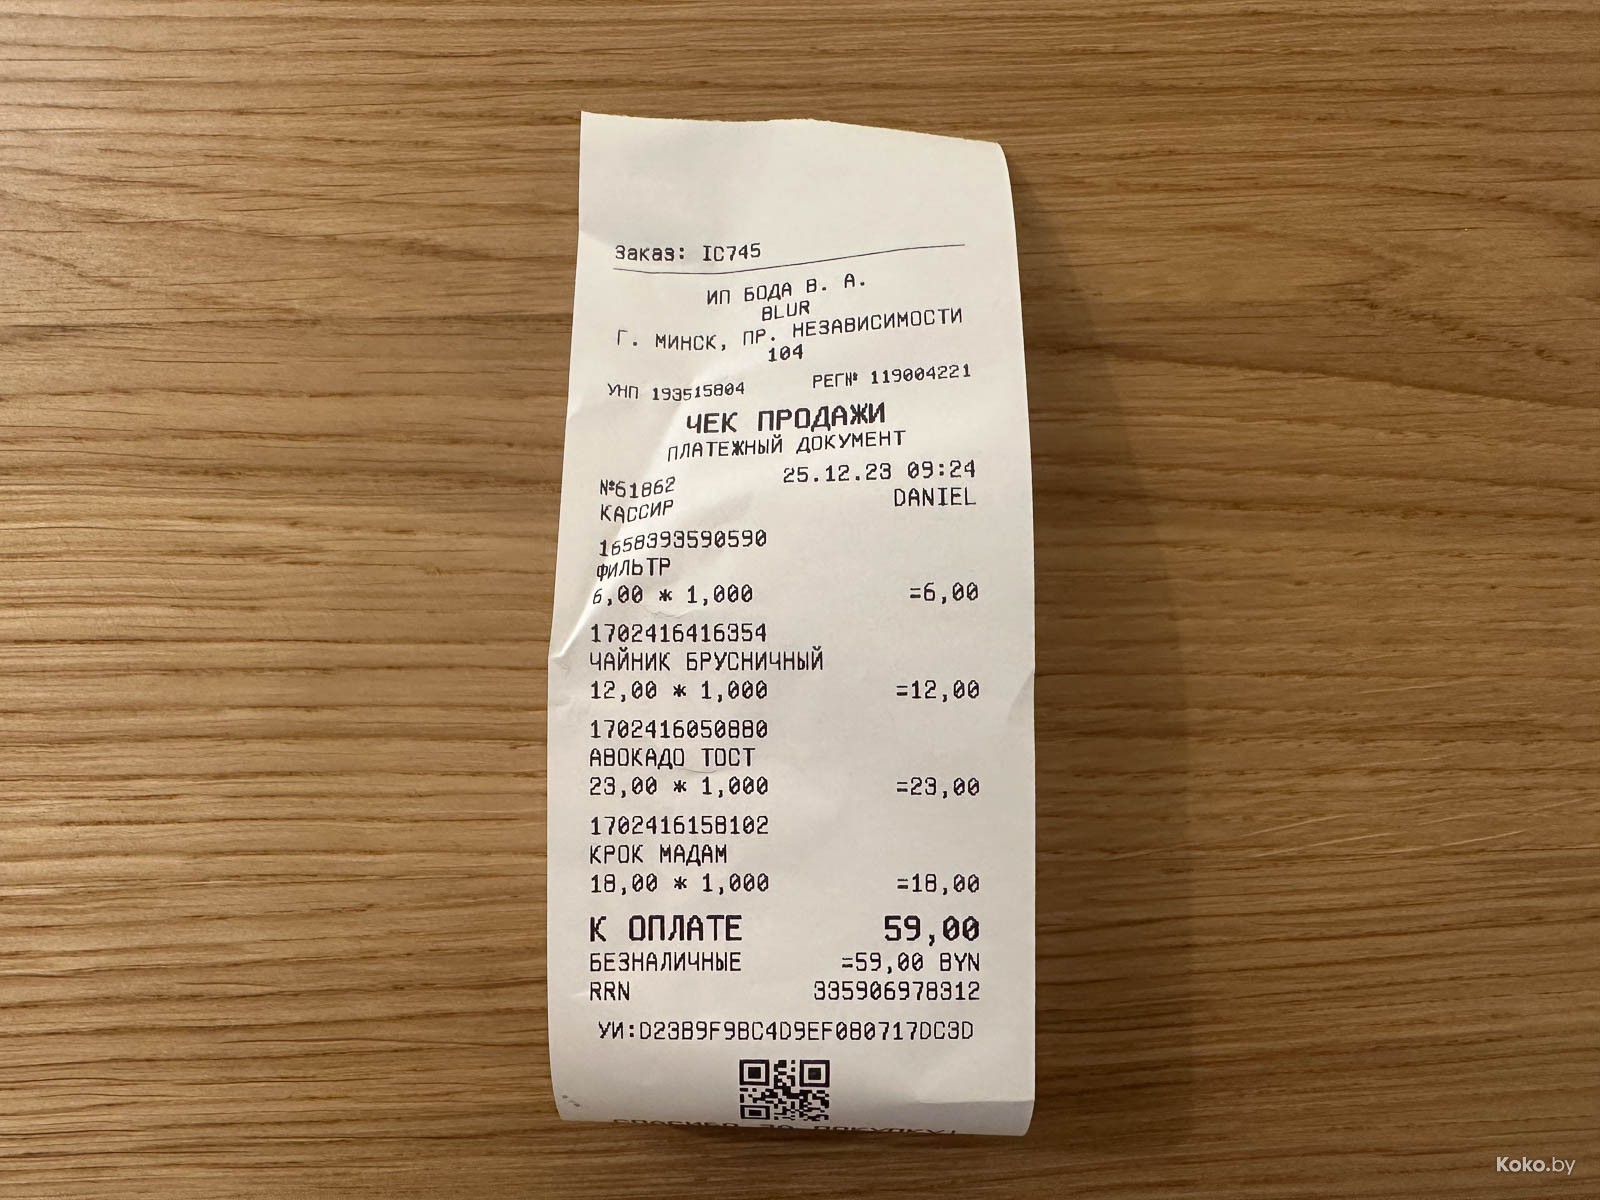 Заказ: IC745
ИП БОДА В. А.
BLUR
Г. МИНСК, ПР. НЕЗАВИСИМОСТИ
104
УНП 193515804 РЕГ№ 119004221
ЧЕК ПРОДАЖИ
ПЛАТЕЖНЫЙ ДОКУМЕНТ
№61862 25.12.23 09:24
КАССИР DANIEL
1658393590590
ФИЛЬТР
6,00 * 1,000 =6,00
1702416416354
ЧАЙНИК БРУСНИЧНЫЙ
12,00 * 1,000 =12,00
1702416050880
АВОКАДО ТОСТ
23,00 * 1,000 =23,00
1702416158102
КРОК МАДАМ
18,00 * 1,000 =18,00
К ОПЛАТЕ 59,00
БЕЗНАЛИЧНЫЕ =59,00 BYN
RRN 335906978312
УИ:D23B9F9BC4D9EF080717DC3D
СПАСИБО ЗА ПОКУПКУ!
Koko.by